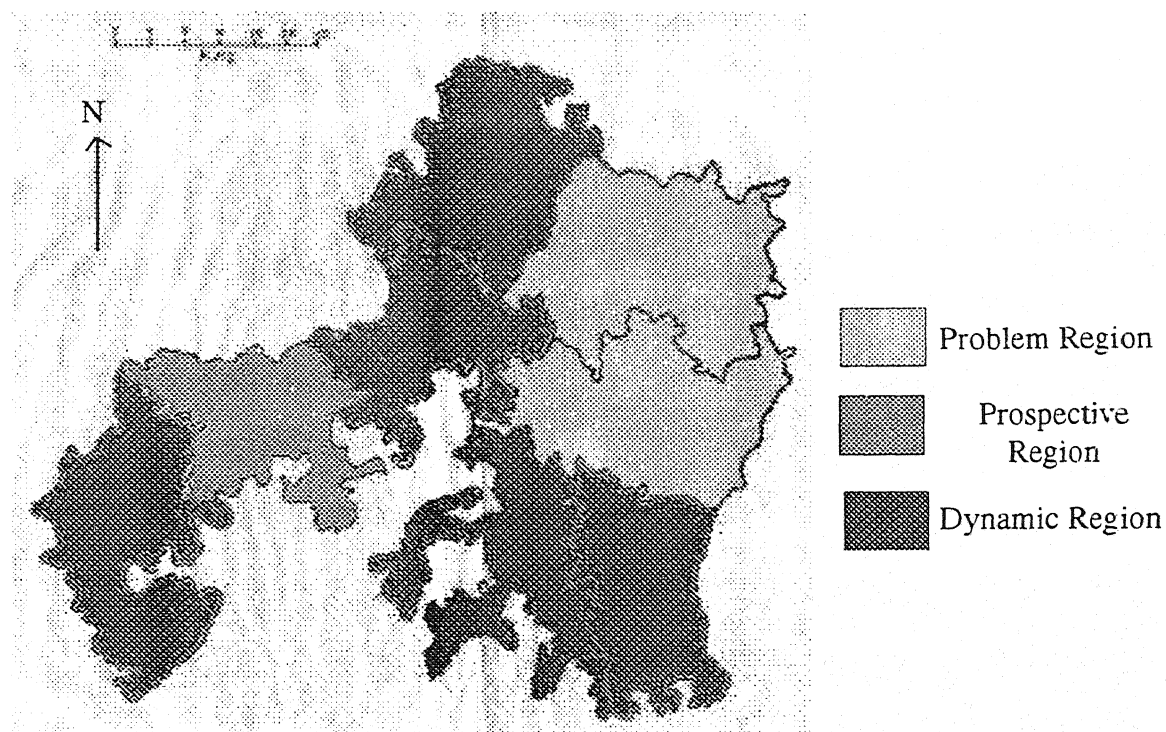 N
Problem Region
Prospective
Region
Dynamic Region